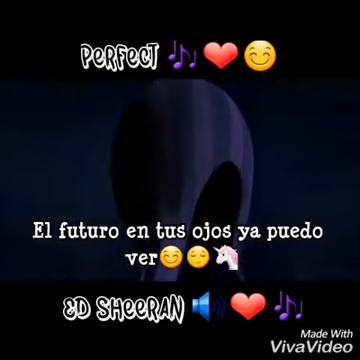 Perfect 🎶❤️😊
El futuro en tus ojos ya puedo
ver😊😌🦄
Ed Sheeran 🔊❤️🎶
Made With
VivaVideo